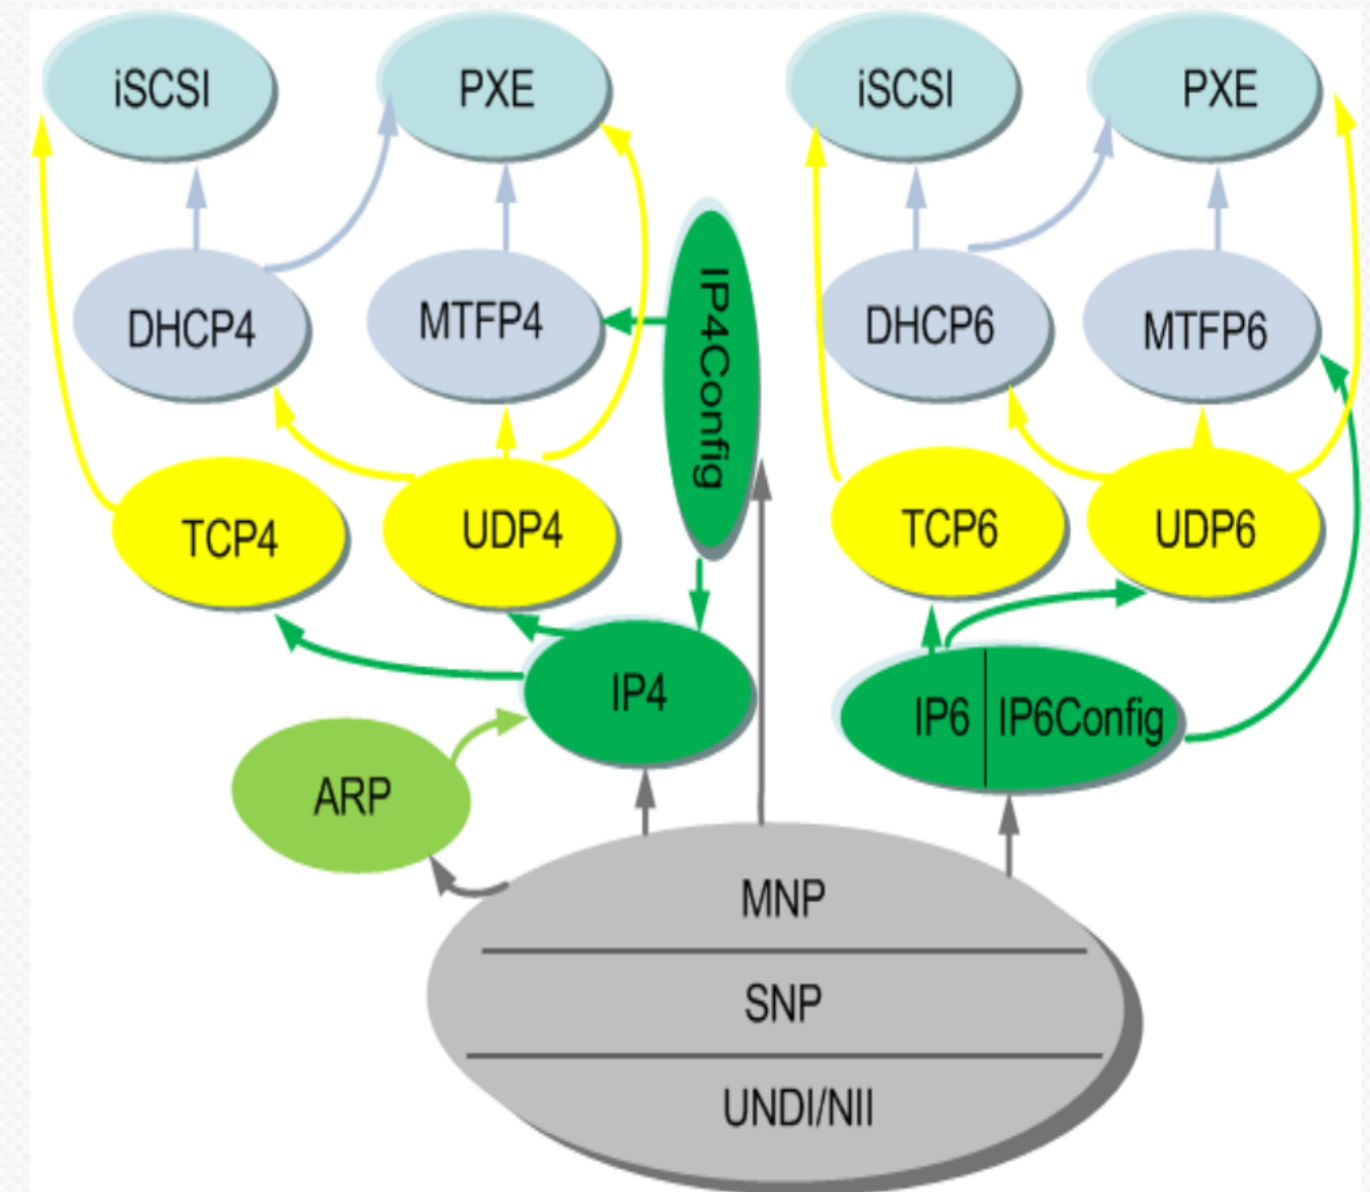 iSCSI
PXE
iSCSI
PXE
DHCP4
MTFP4
IP4Config
DHCP6
MTFP6
TCP4
UDP4
TCP6
UDP6
IP4
IP6
IP6Config
ARP
MNP
SNP
UNDI/NII